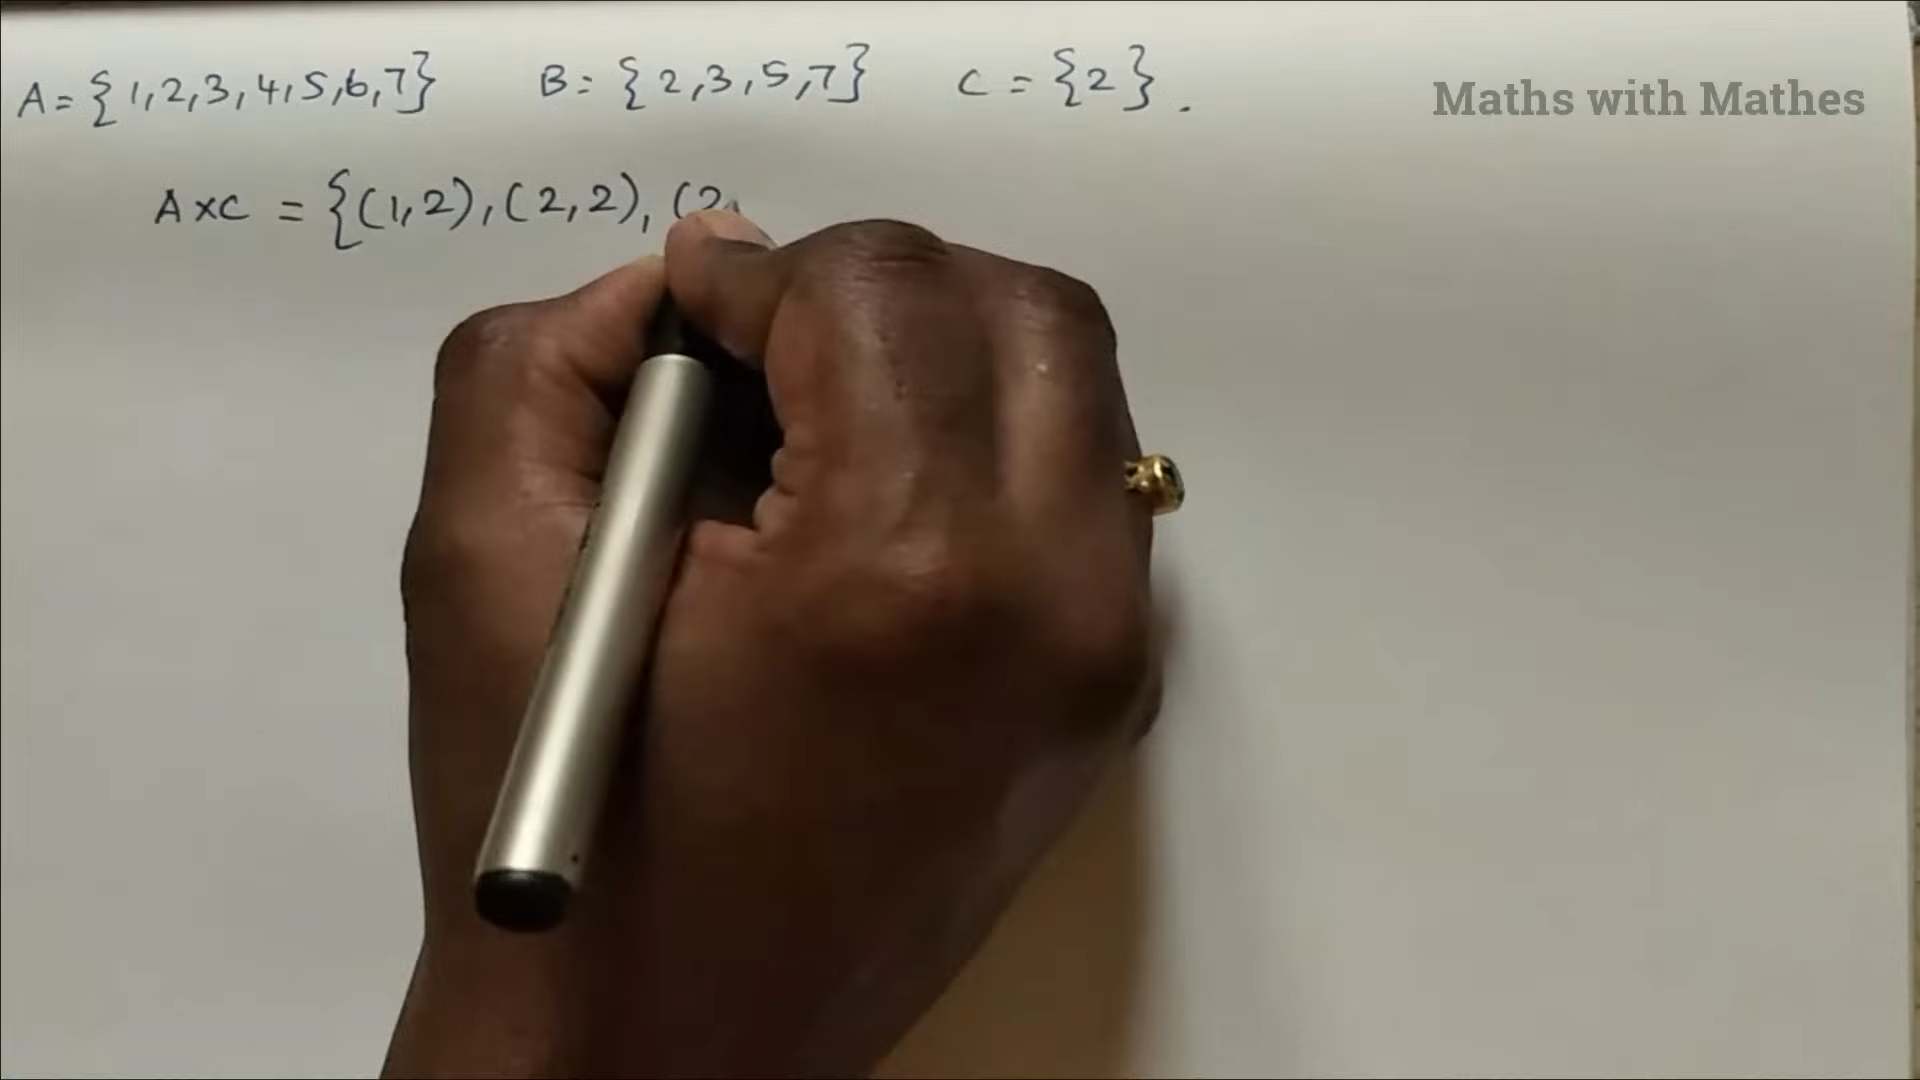 A = {1,2,3,4,5,6,7} B = {2,3,5,7} C = {2}.
Maths with Mathes
A×C = {(1,2),(2,2),(